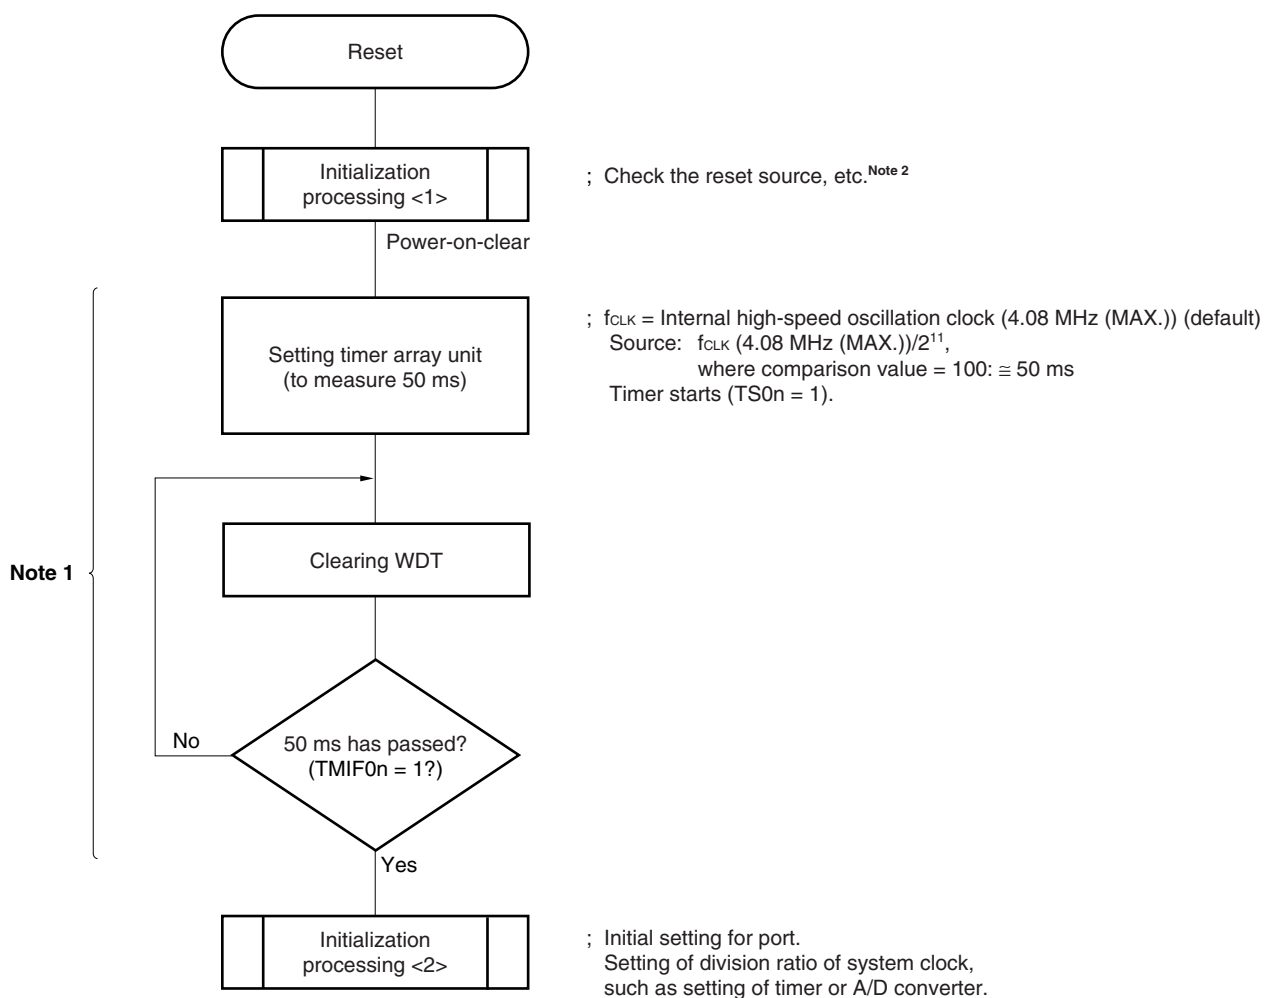 Reset
Initialization
processing <1>
; Check the reset source, etc.Note 2
Power-on-clear
Setting timer array unit
(to measure 50 ms)
; fCLK = Internal high-speed oscillation clock (4.08 MHz (MAX.)) (default)
Source: fCLK (4.08 MHz (MAX.))/2¹¹,
where comparison value = 100: ≅ 50 ms
Timer starts (TS0n = 1).
Note 1
Clearing WDT
No
50 ms has passed?
(TMIF0n = 1?)
Yes
Initialization
processing <2>
; Initial setting for port.
Setting of division ratio of system clock,
such as setting of timer or A/D converter.